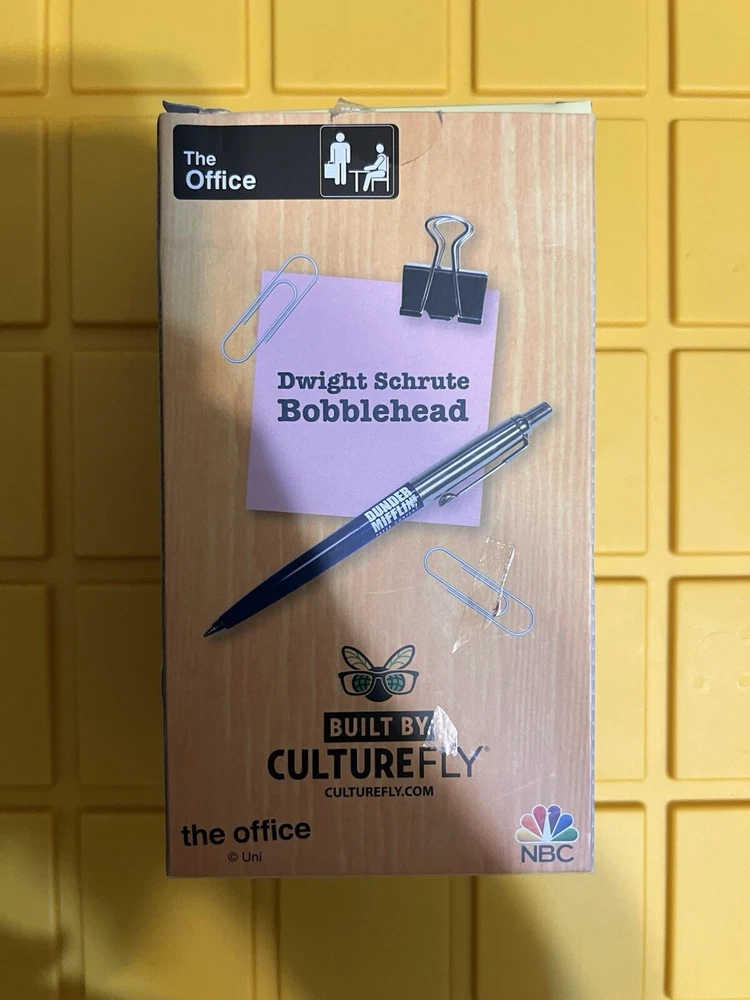 The
Office
Dwight Schrute
Bobblehead
DUNDER
MIFFLIN
BUILT BY
CULTUREFLY®
CULTUREFLY.COM
the office
© Uni
NBC